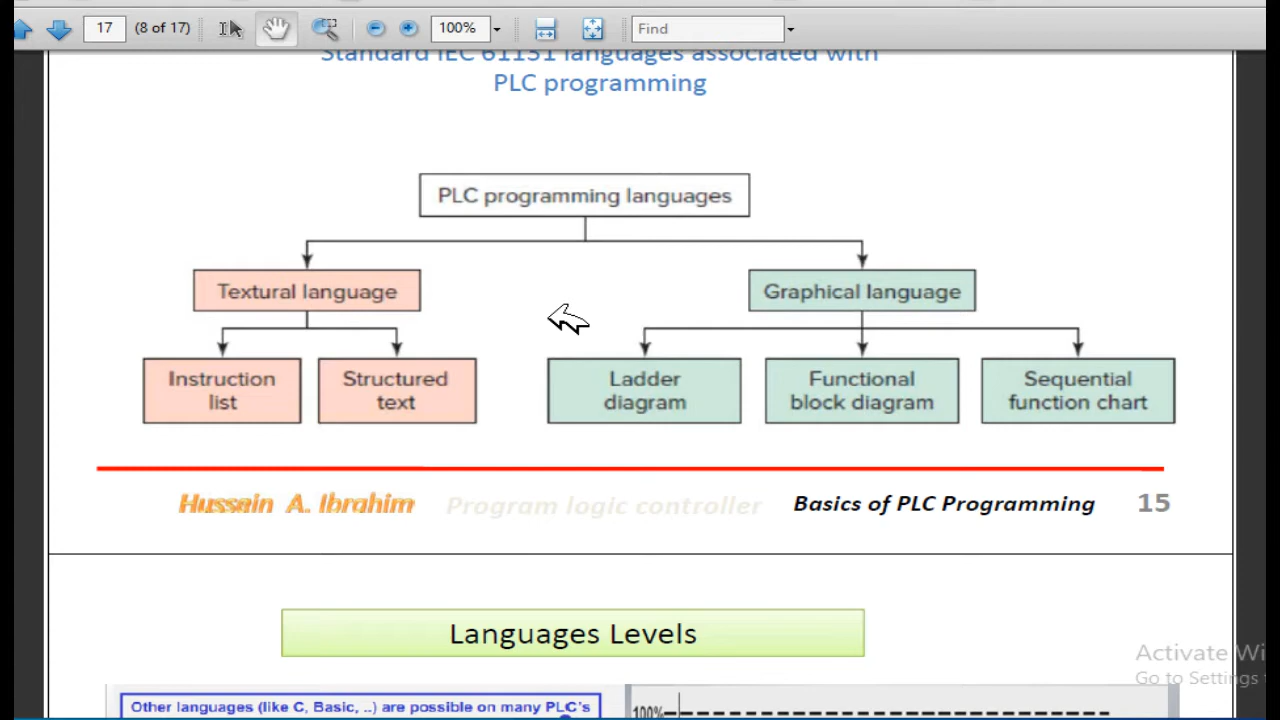 17
(8 of 17)
100%
Find
Standard IEC 61131 languages associated with
PLC programming
PLC programming languages
Textural language
Graphical language
Instruction
list
Structured
text
Ladder
diagram
Functional
block diagram
Sequential
function chart
Hussein A. Ibrahim
Program logic controller
Basics of PLC Programming
15
Languages Levels
Activate Wi
Go to Settings
Other languages (like C, Basic, ..) are possible on many PLC's
100%